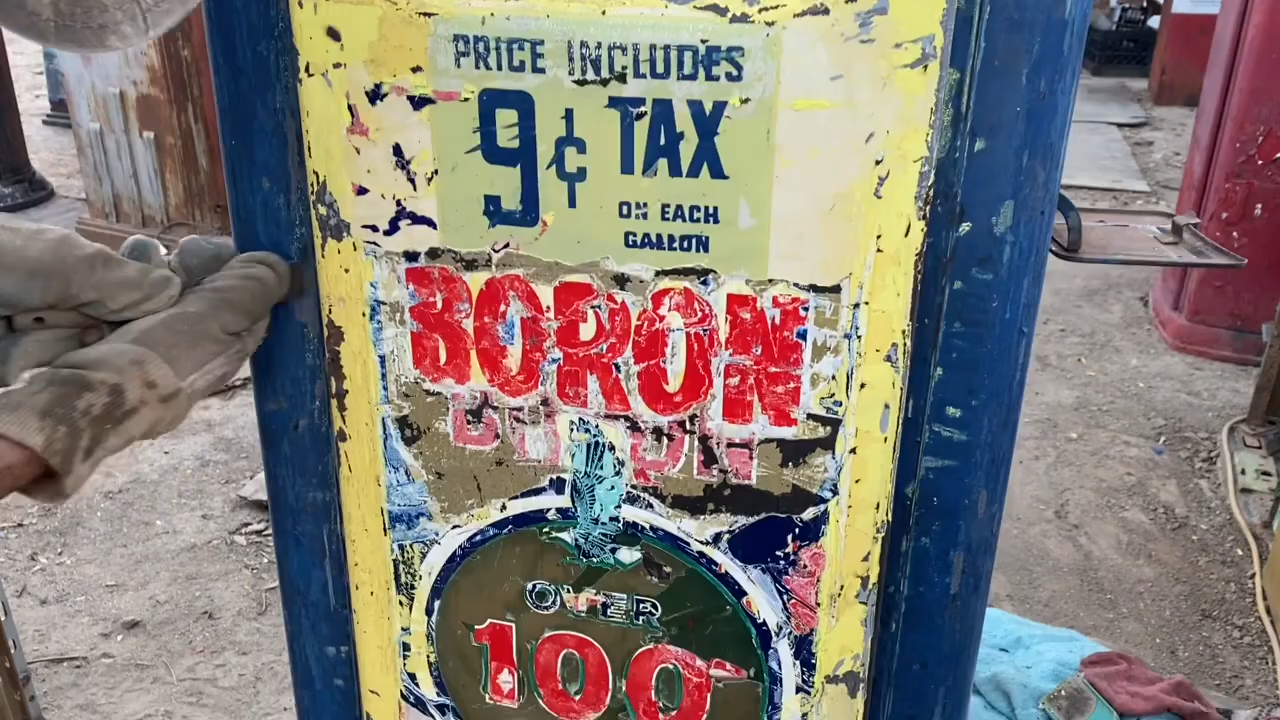 PRICE INCLUDES
9¢ TAX
ON EACH
GALLON
BORON
OVER
100